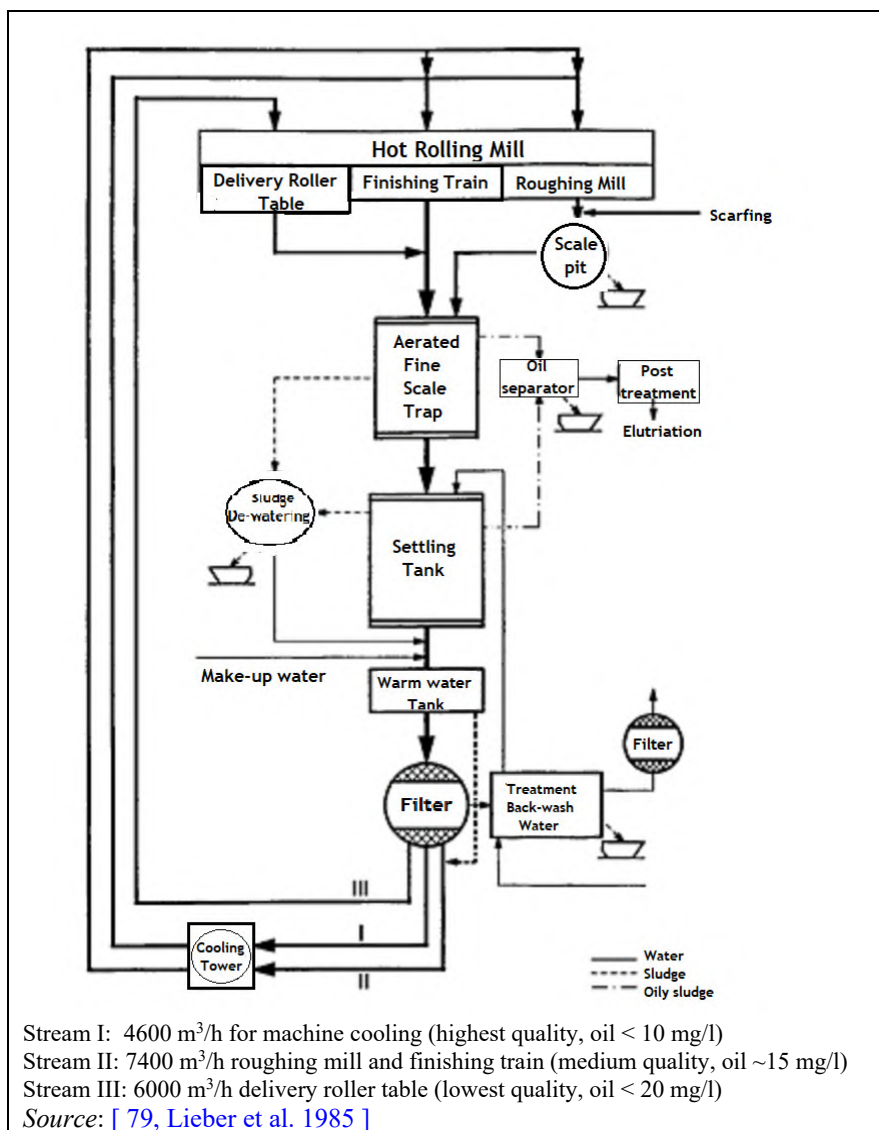 Hot Rolling Mill
Delivery Roller
Table
Finishing Train
Roughing Mill
Scarfing
Scale
pit
Aerated
Fine
Scale
Trap
Oil
separator
Post
treatment
Elutriation
Sludge
De-watering
Settling
Tank
Make-up water
Warm water
Tank
Filter
Filter
Treatment
Back-wash
Water
III
I
II
Cooling
Tower
Water
Sludge
Oily sludge
Stream I: 4600 m³/h for machine cooling (highest quality, oil < 10 mg/l)
Stream II: 7400 m³/h roughing mill and finishing train (medium quality, oil ~15 mg/l)
Stream III: 6000 m³/h delivery roller table (lowest quality, oil < 20 mg/l)
Source: [ 79, Lieber et al. 1985 ]